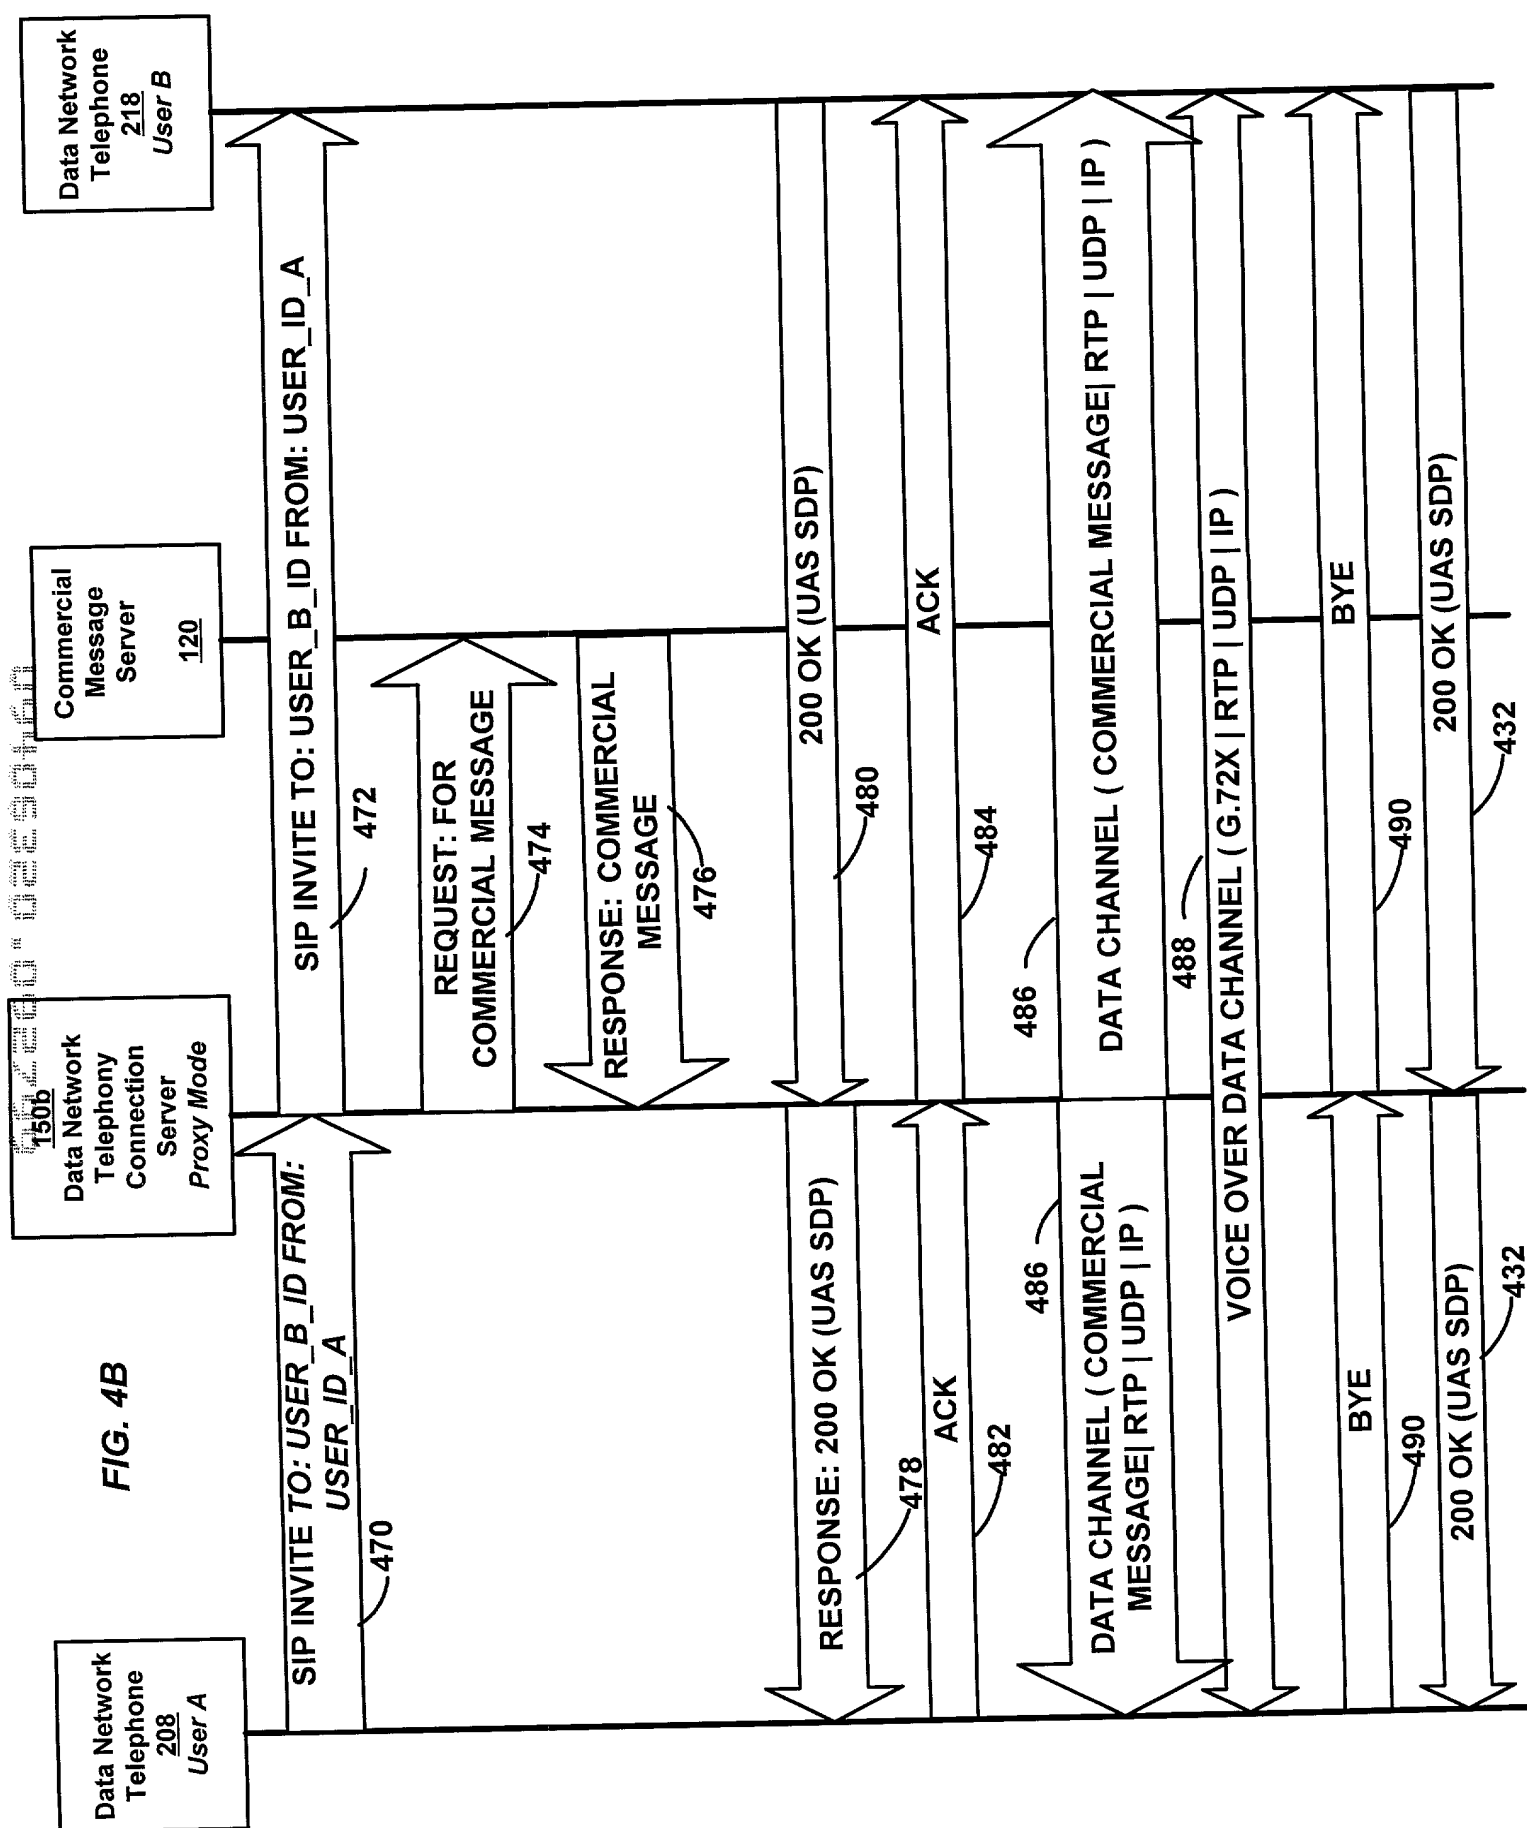 FIG. 4B
Data Network
Telephone
208
User A
150b
Data Network
Telephony
Connection
Server
Proxy Mode
Commercial
Message
Server
120
Data Network
Telephone
218
User B
SIP INVITE TO: USER_B_ID FROM:
USER_ID_A
470
SIP INVITE TO: USER_B_ID FROM: USER_ID_A
472
REQUEST: FOR
COMMERCIAL MESSAGE
474
RESPONSE: COMMERCIAL
MESSAGE
476
RESPONSE: 200 OK (UAS SDP)
478
200 OK (UAS SDP)
480
ACK
482
ACK
484
486
DATA CHANNEL ( COMMERCIAL
MESSAGE| RTP | UDP | IP )
486
DATA CHANNEL ( COMMERCIAL MESSAGE| RTP | UDP | IP )
488
VOICE OVER DATA CHANNEL ( G.72X | RTP | UDP | IP )
BYE
490
BYE
490
200 OK (UAS SDP)
432
200 OK (UAS SDP)
432